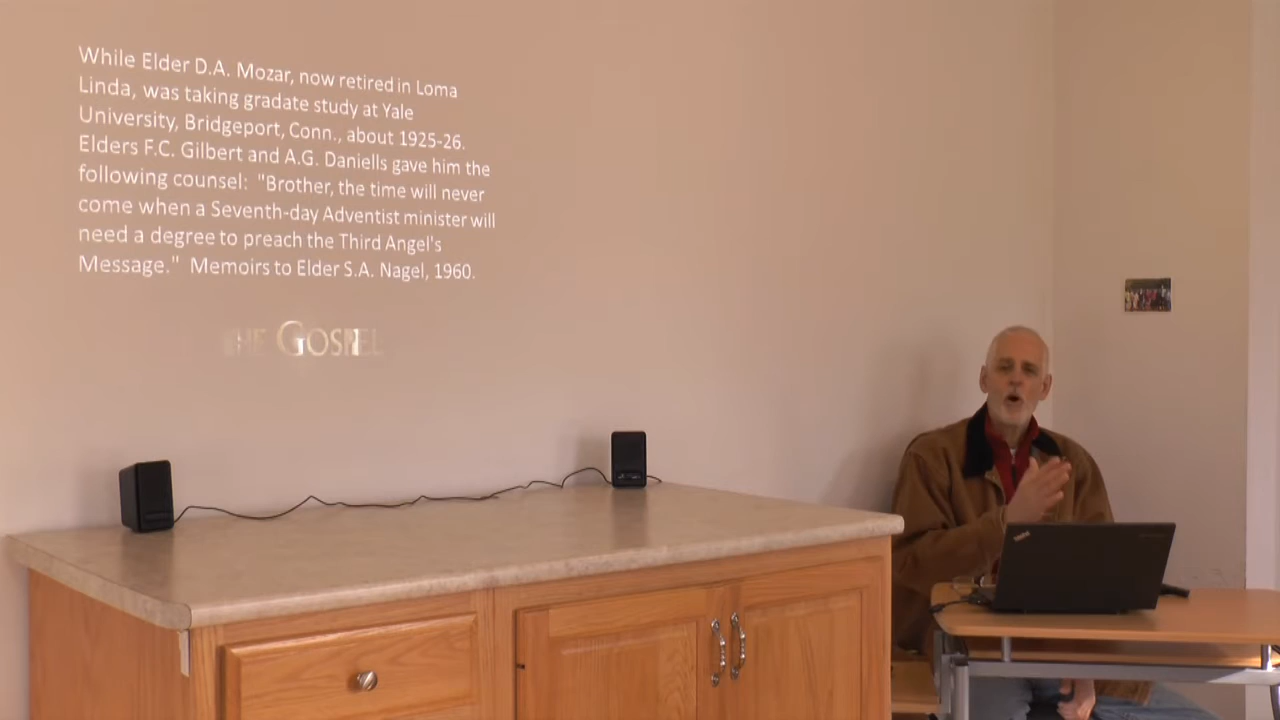 While Elder D.A. Mozar, now retired in Loma
Linda, was taking gradate study at Yale
University, Bridgeport, Conn., about 1925-26.
Elders F.C. Gilbert and A.G. Daniells gave him the
following counsel: "Brother, the time will never
come when a Seventh-day Adventist minister will
need a degree to preach the Third Angel's
Message." Memoirs to Elder S.A. Nagel, 1960.
THE GOSPEL
ThinkPad